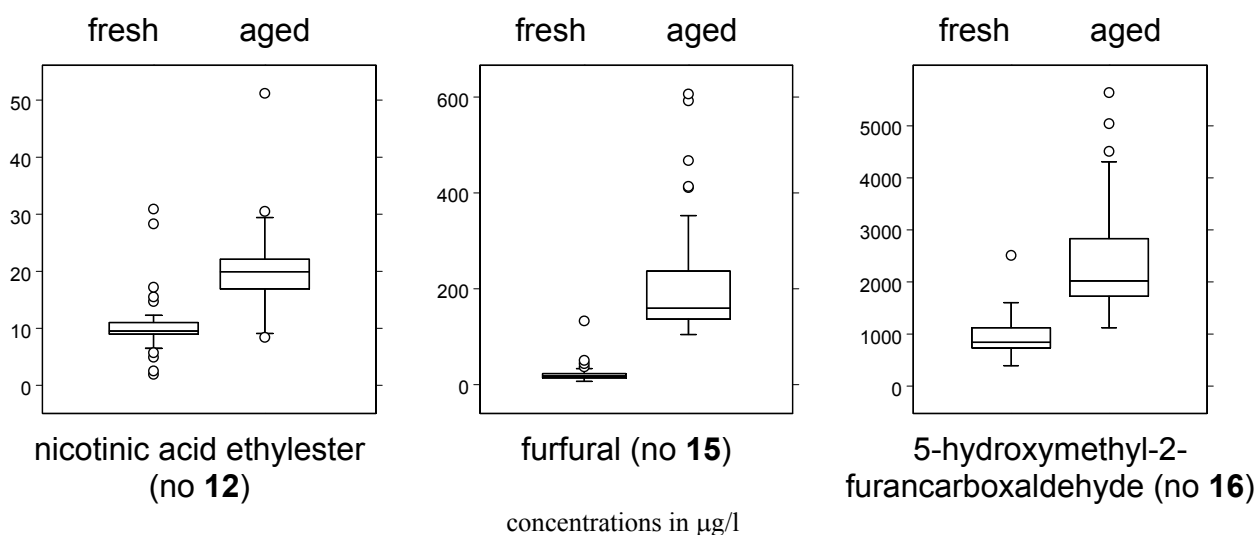 fresh aged
50
40
30
20
10
0
nicotinic acid ethylester
(no 12)
fresh aged
600
400
200
0
furfural (no 15)
fresh aged
5000
4000
3000
2000
1000
0
5-hydroxymethyl-2-
furancarboxaldehyde (no 16)
concentrations in µg/l